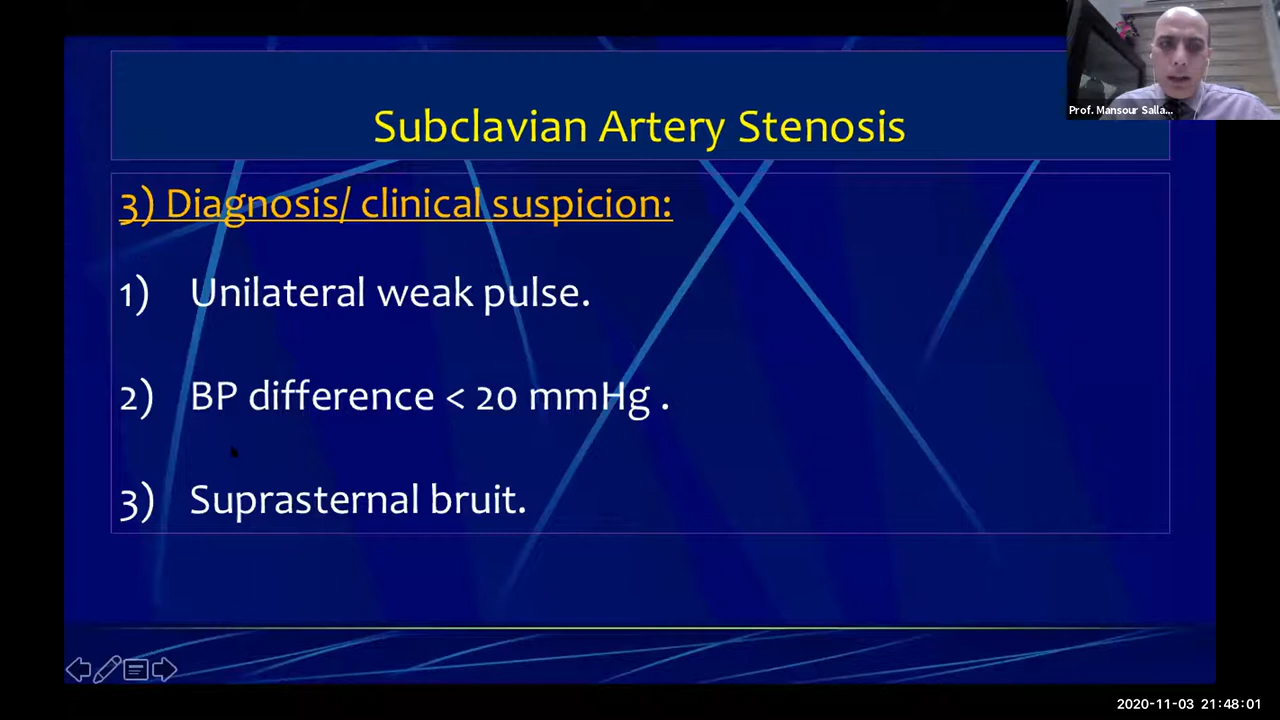 Prof. Mansour Salla...
Subclavian Artery Stenosis
3) Diagnosis/ clinical suspicion:
1) Unilateral weak pulse.
2) BP difference < 20 mmHg .
3) Suprasternal bruit.
2020-11-03 21:48:01